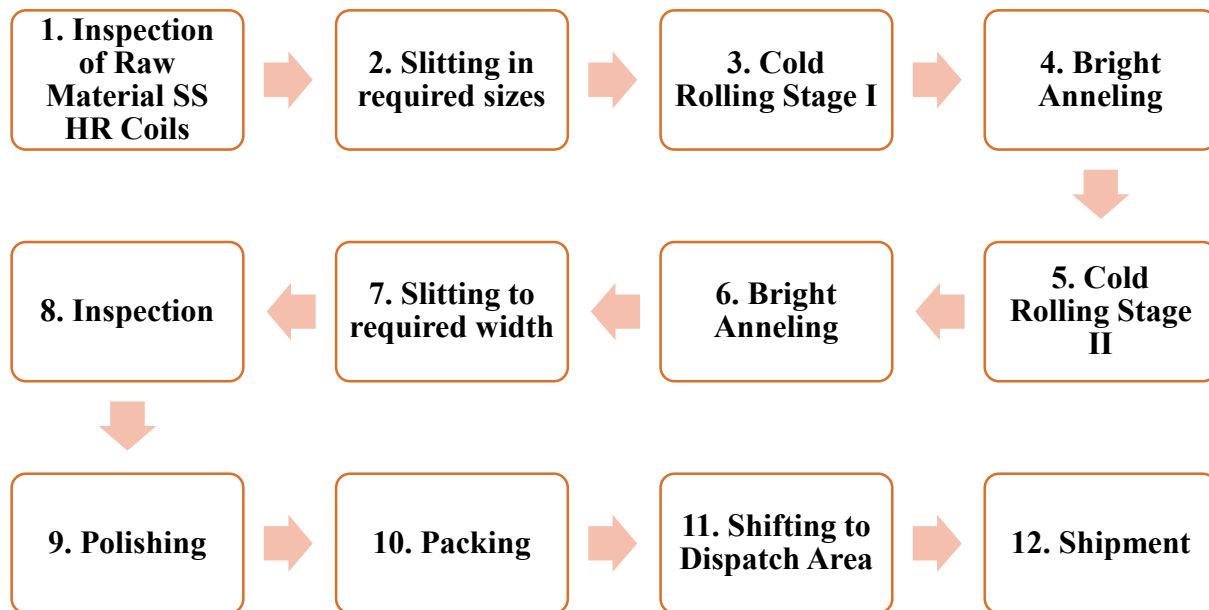 1. Inspection
of Raw
Material SS
HR Coils
2. Slitting in
required sizes
3. Cold
Rolling Stage I
4. Bright
Anneling
5. Cold
Rolling Stage
II
6. Bright
Anneling
7. Slitting to
required width
8. Inspection
9. Polishing
10. Packing
11. Shifting to
Dispatch Area
12. Shipment